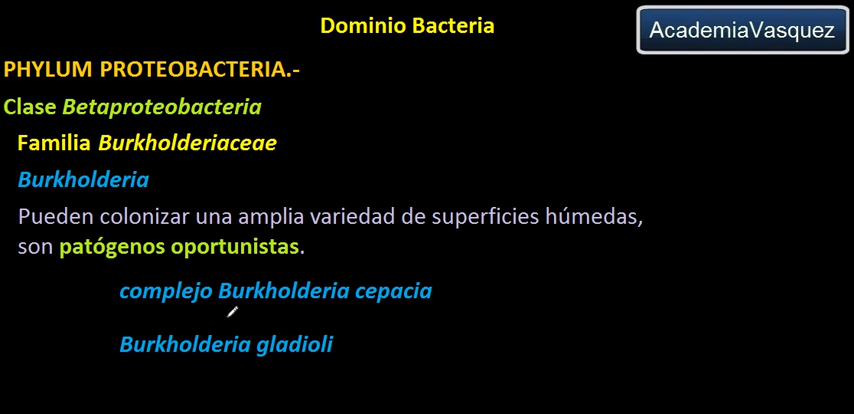 Dominio Bacteria
AcademiaVasquez
PHYLUM PROTEOBACTERIA.-
Clase Betaproteobacteria
Familia Burkholderiaceae
Burkholderia
Pueden colonizar una amplia variedad de superficies húmedas,
son patógenos oportunistas.
complejo Burkholderia cepacia
Burkholderia gladioli